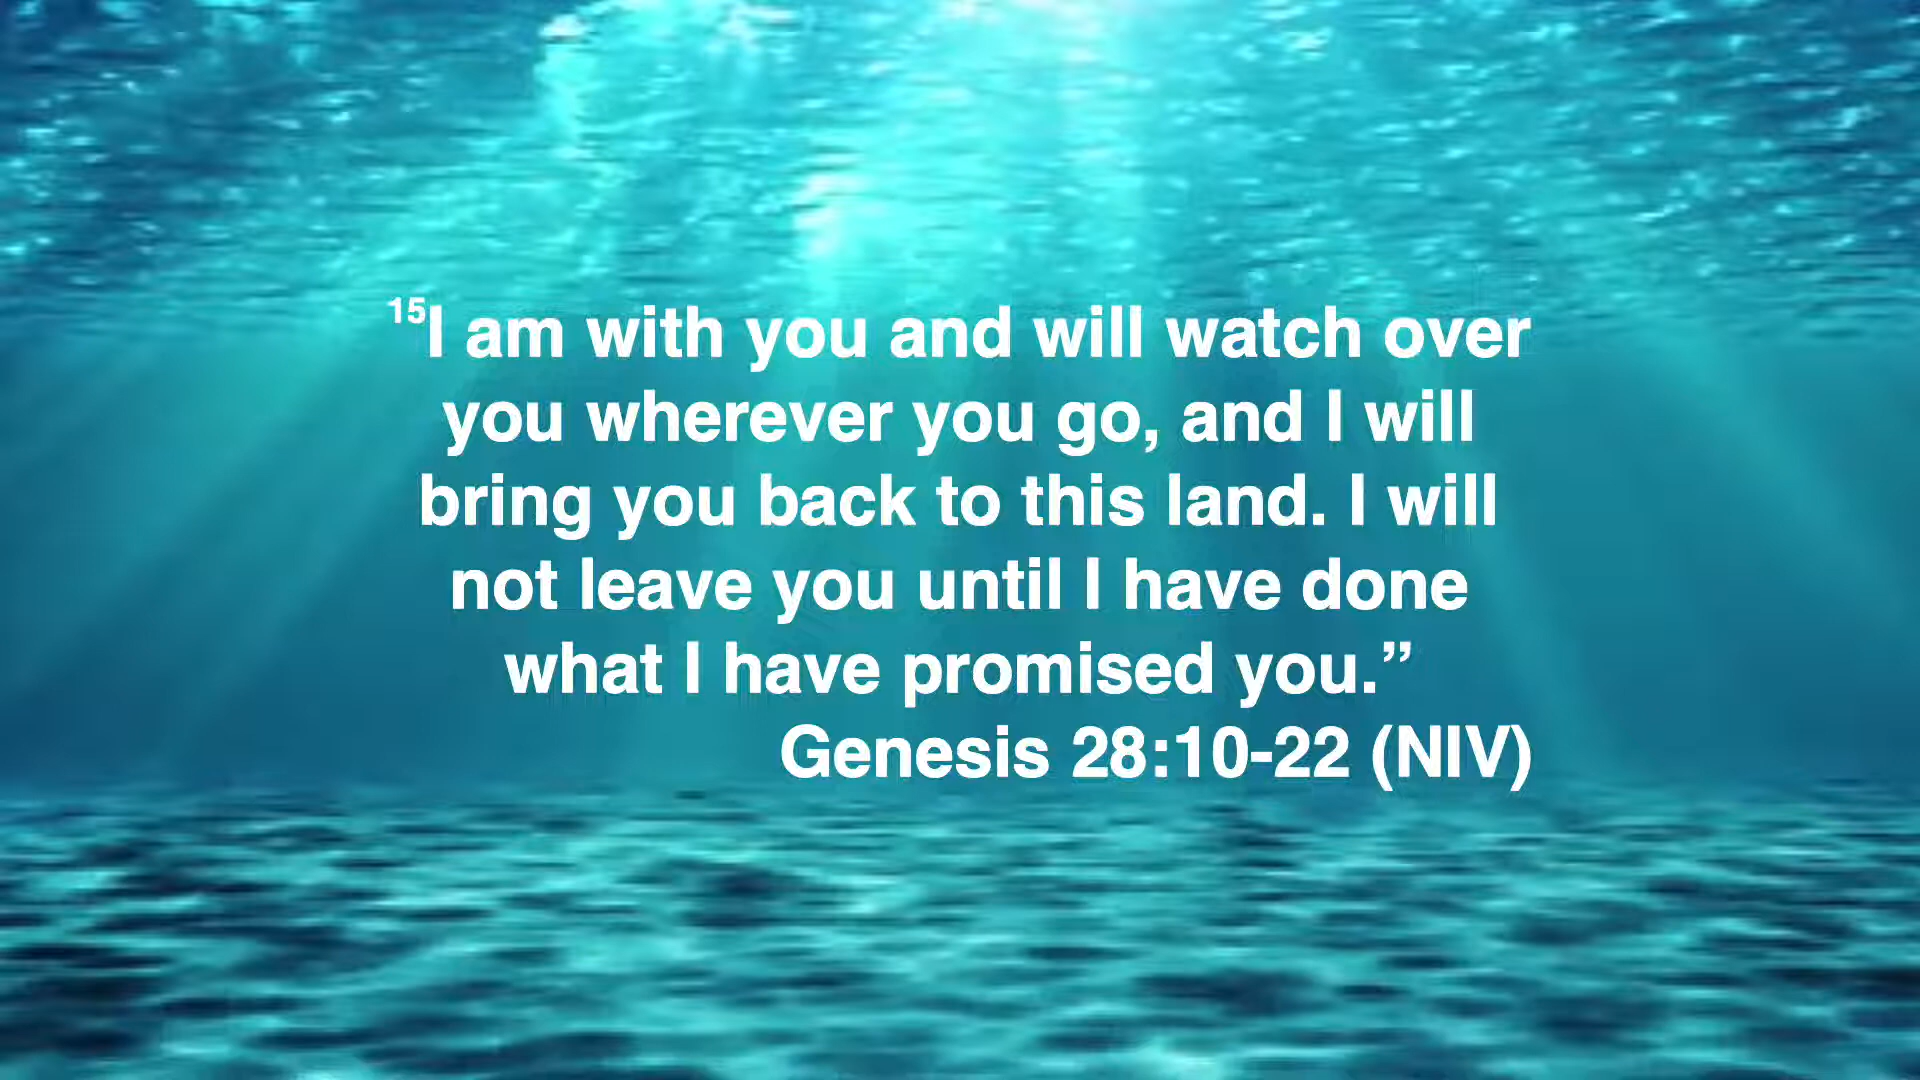 ¹⁵I am with you and will watch over
you wherever you go, and I will
bring you back to this land. I will
not leave you until I have done
what I have promised you.”
Genesis 28:10-22 (NIV)